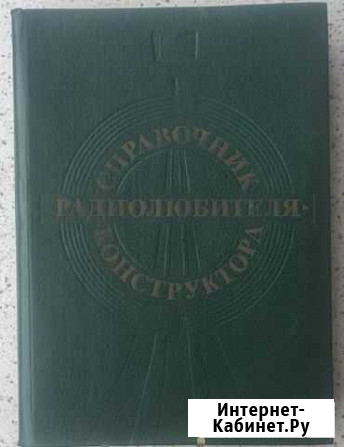 СПРАВОЧНИК
РАДИОЛЮБИТЕЛЯ-
КОНСТРУКТОРА
Интернет-
Кабинет.Ру